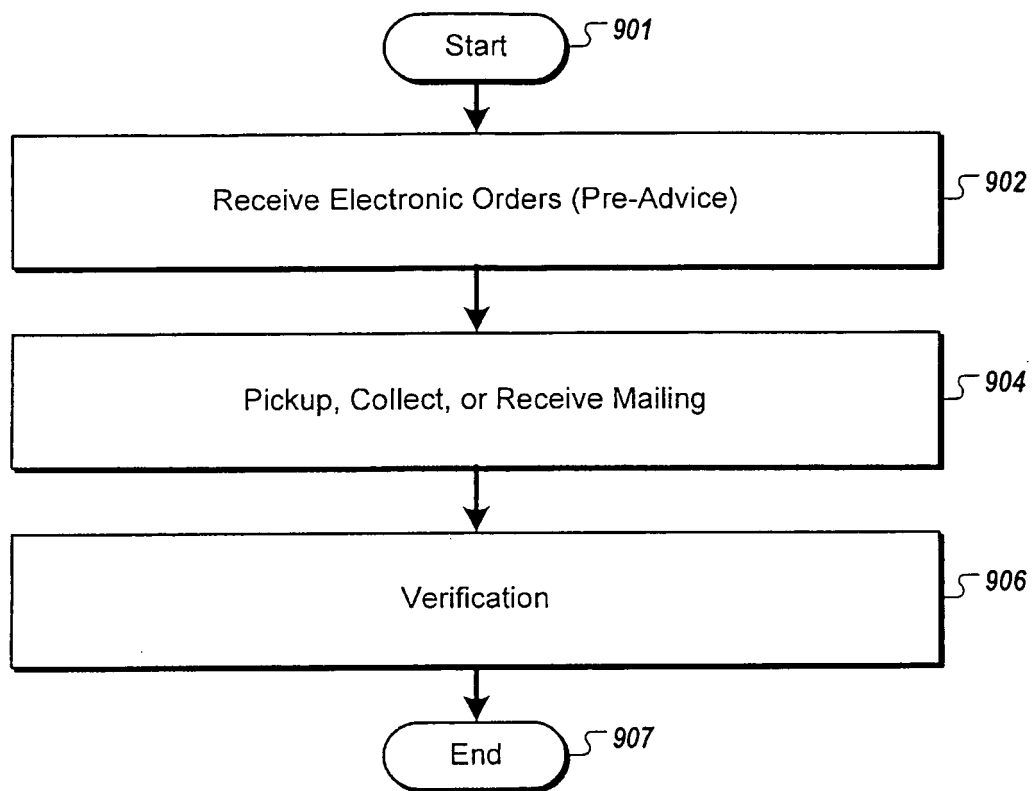 Start
901
Receive Electronic Orders (Pre-Advice)
902
Pickup, Collect, or Receive Mailing
904
Verification
906
End
907